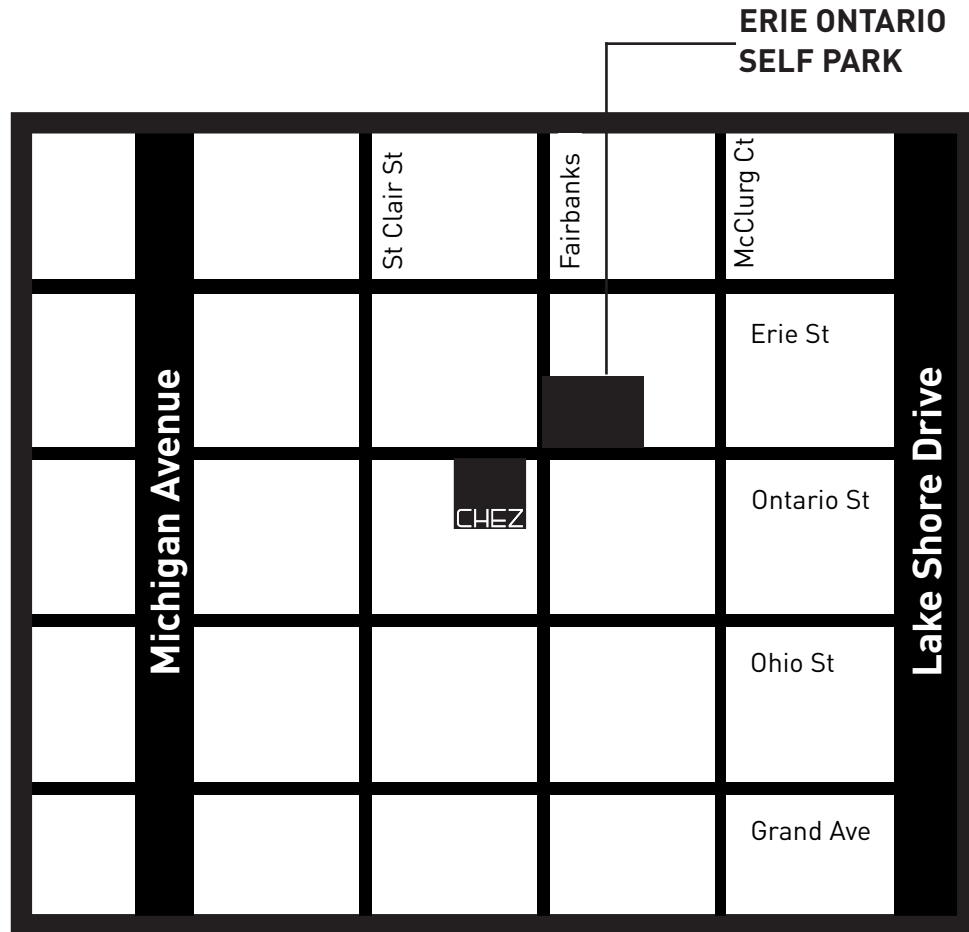 ERIE ONTARIO
SELF PARK
St Clair St
Fairbanks
McClurg Ct
Erie St
Michigan Avenue
Lake Shore Drive
Ontario St
CHEZ
Ohio St
Grand Ave